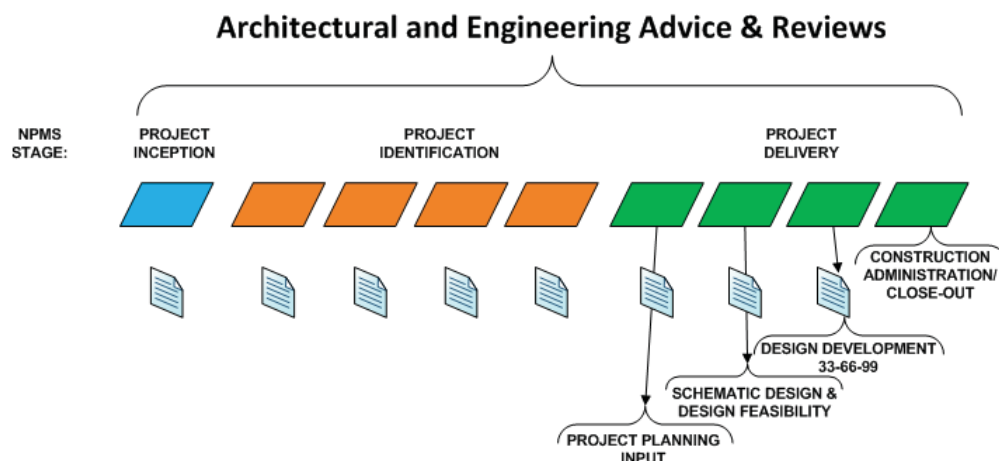 Architectural and Engineering Advice & Reviews
NPMS
STAGE:
PROJECT
INCEPTION
PROJECT
IDENTIFICATION
PROJECT
DELIVERY
CONSTRUCTION
ADMINISTRATION/
CLOSE-OUT
DESIGN DEVELOPMENT
33-66-99
SCHEMATIC DESIGN &
DESIGN FEASIBILITY
PROJECT PLANNING
INPUT